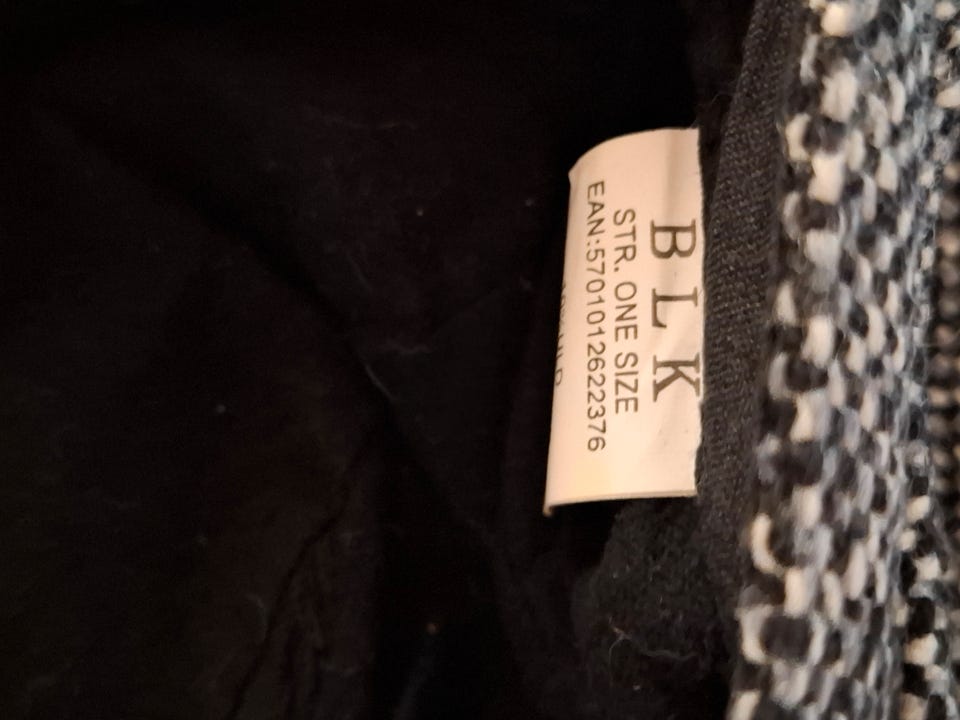 BLK
STR. ONE SIZE
EAN:5701012622376